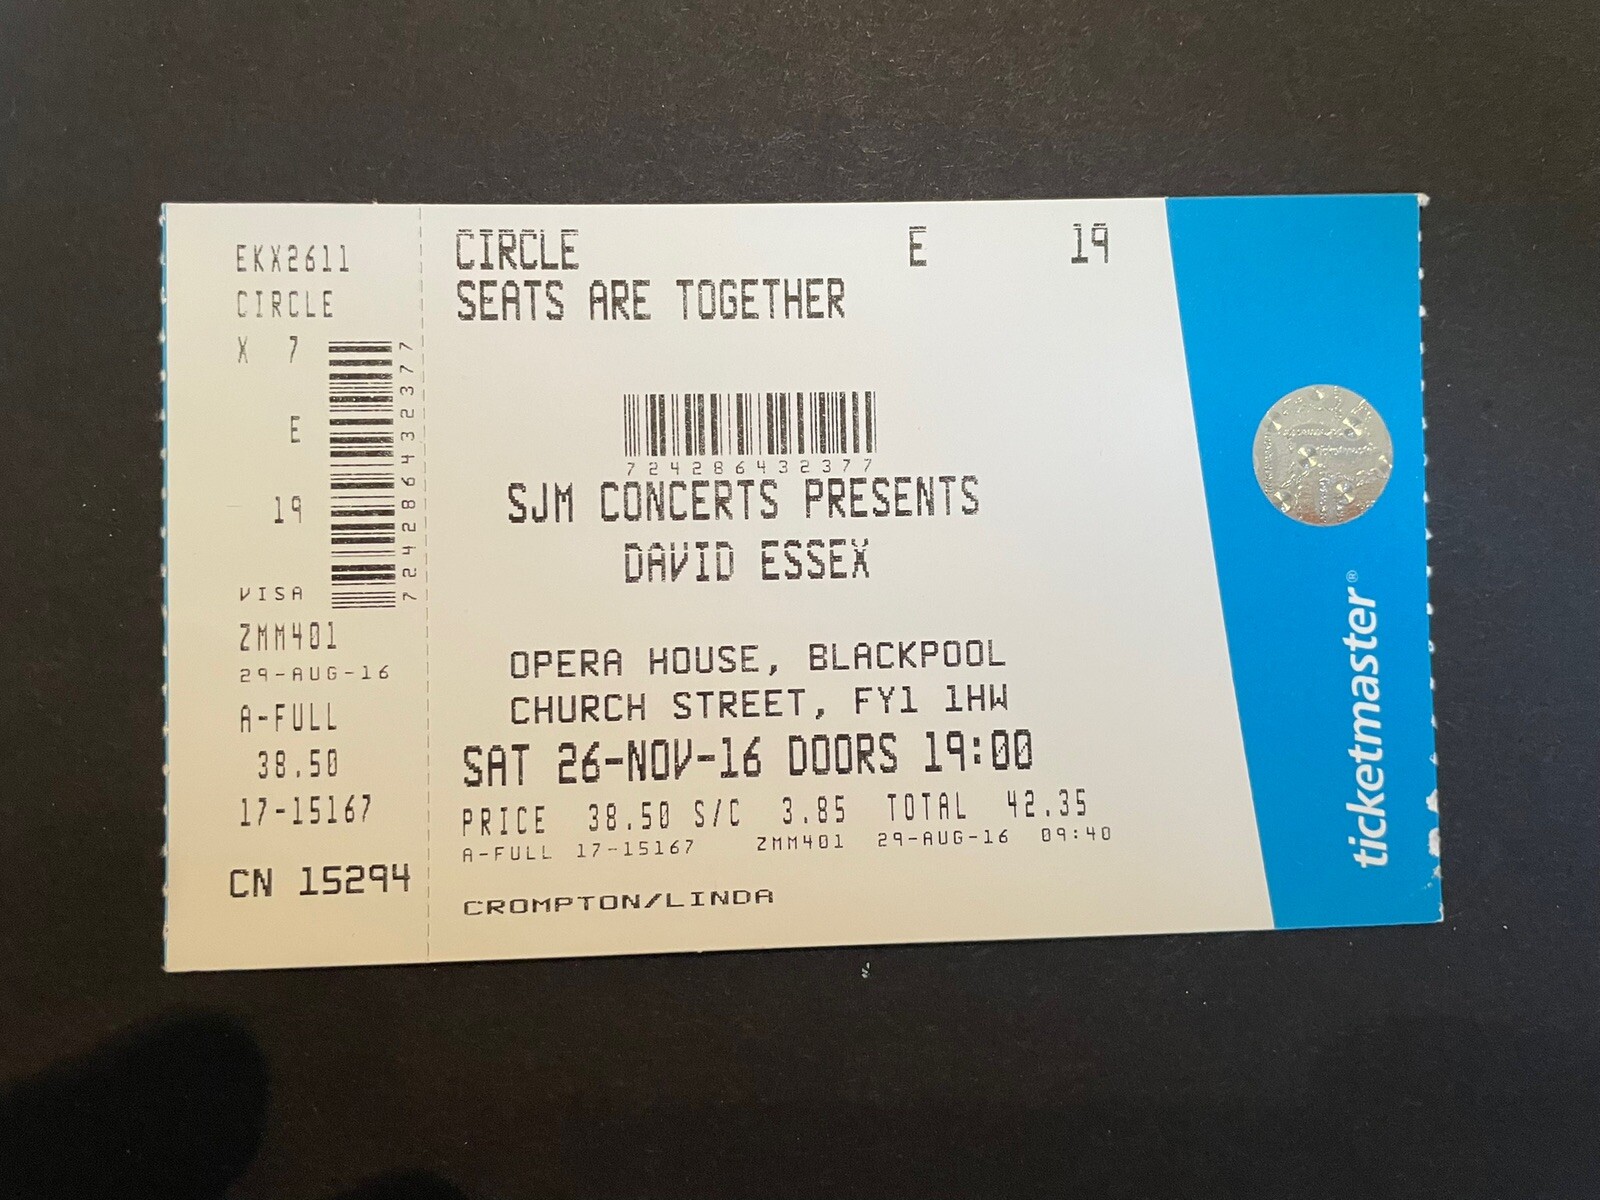 EKX2611
CIRCLE
X 7
E
19
VISA
ZMM401
29-AUG-16
A-FULL
38.50
17-15167
CN 15294
724286432377
CIRCLE E 19
SEATS ARE TOGETHER
724286432377
SJM CONCERTS PRESENTS
DAVID ESSEX
OPERA HOUSE, BLACKPOOL
CHURCH STREET, FY1 1HW
SAT 26-NOV-16 DOORS 19:00
PRICE 38.50 S/C 3.85 TOTAL 42.35
A-FULL 17-15167 ZMM401 29-AUG-16 09:40
CROMPTON/LINDA
ticketmaster®